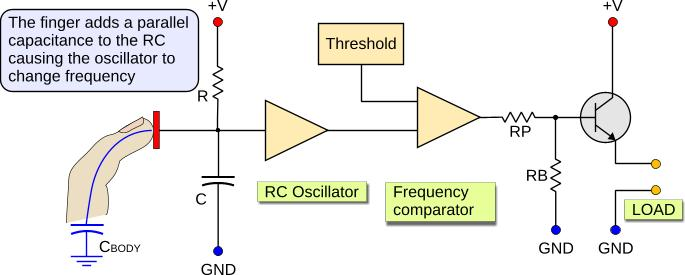 The finger adds a parallel
capacitance to the RC
causing the oscillator to
change frequency
+V
+V
Threshold
R
RP
RB
C
RC Oscillator
Frequency
comparator
LOAD
CBODY
GND
GND
GND